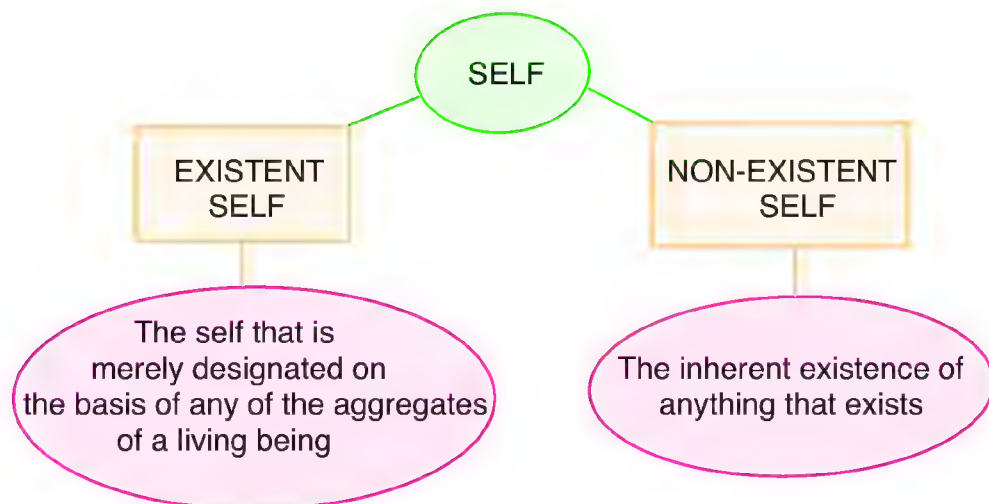 SELF
EXISTENT
SELF
NON-EXISTENT
SELF
The self that is
merely designated on
the basis of any of the aggregates
of a living being
The inherent existence of
anything that exists